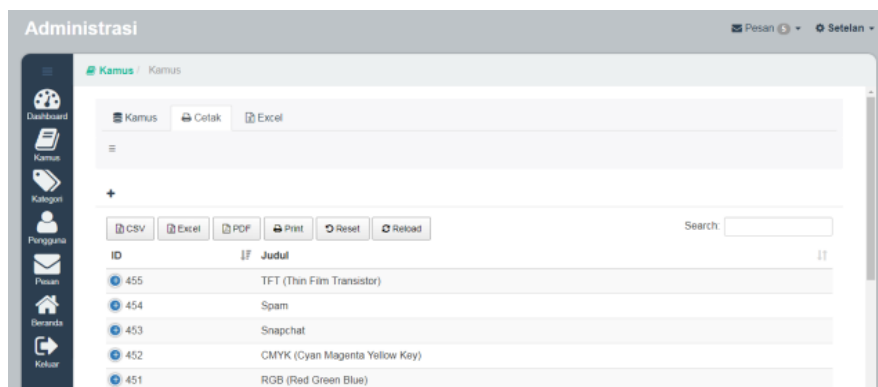 Administrasi
Pesan Setelan
Kamus / Kamus
Dashboard
Kamus
Kategori
Pengguna
Pesan
Beranda
Keluar
Kamus Cetak Excel
CSV Excel PDF Print Reset Reload Search:
ID Judul
455 TFT (Thin Film Transistor)
454 Spam
453 Snapchat
452 CMYK (Cyan Magenta Yellow Key)
451 RGB (Red Green Blue)